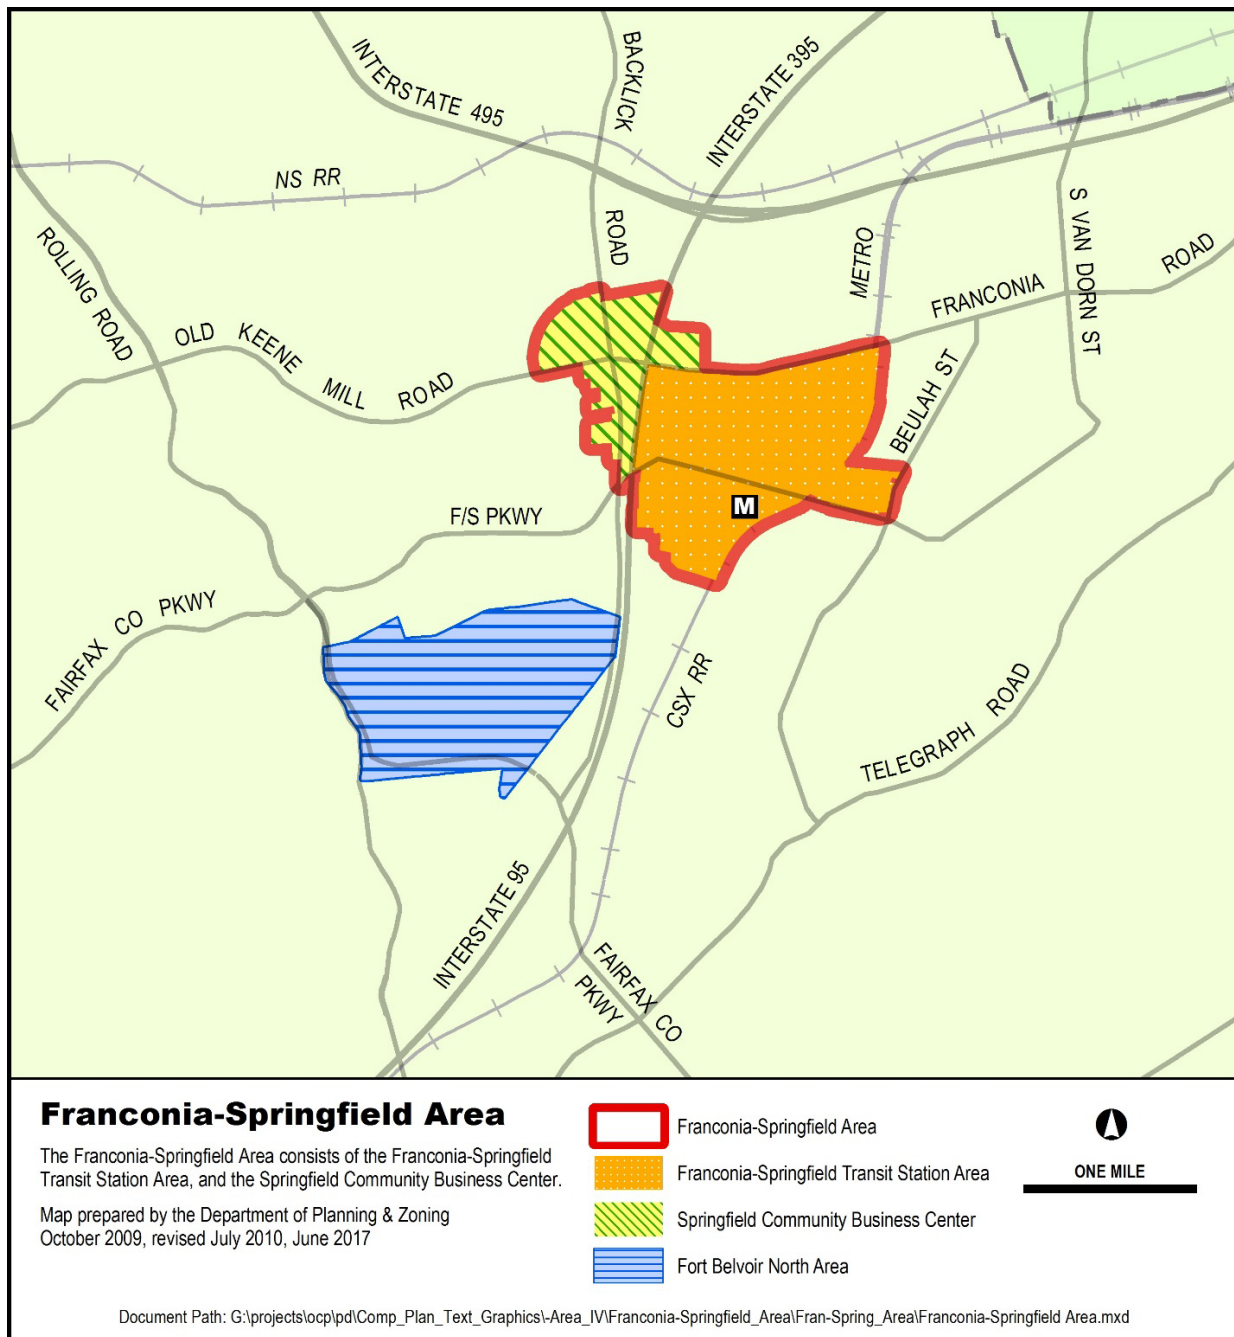 BACKLICK
INTERSTATE 395
INTERSTATE 495
NS RR
S VAN DORN ST
ROAD
METRO
ROAD
ROLLING ROAD
FRANCONIA
OLD KEENE MILL ROAD
BEULAH ST
M
F/S PKWY
FAIRFAX CO PKWY
CSX RR
TELEGRAPH ROAD
INTERSTATE 95
FAIRFAX CO
PKWY
Franconia-Springfield Area
The Franconia-Springfield Area consists of the Franconia-Springfield
Transit Station Area, and the Springfield Community Business Center.
Map prepared by the Department of Planning & Zoning
October 2009, revised July 2010, June 2017
Franconia-Springfield Area
Franconia-Springfield Transit Station Area
Springfield Community Business Center
Fort Belvoir North Area
ONE MILE
Document Path: G:\projects\ocp\pd\Comp_Plan_Text_Graphics\-Area_IV\Franconia-Springfield_Area\Fran-Spring_Area\Franconia-Springfield Area.mxd